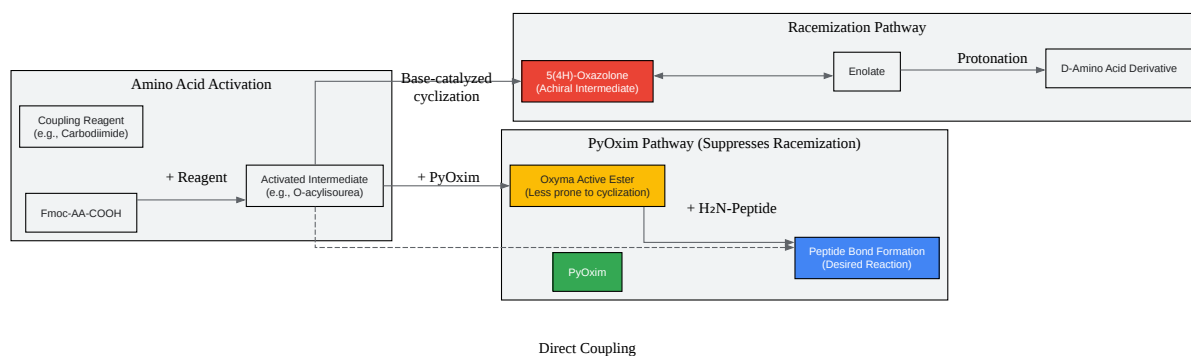 Racemization Pathway
Base-catalyzed
cyclization
5(4H)-Oxazolone
(Achiral Intermediate)
Enolate
Protonation
D-Amino Acid Derivative
Amino Acid Activation
Coupling Reagent
(e.g., Carbodiimide)
+ Reagent
Fmoc-AA-COOH
Activated Intermediate
(e.g., O-acylisourea)
+ PyOxim
PyOxim Pathway (Suppresses Racemization)
Oxyma Active Ester
(Less prone to cyclization)
+ H₂N-Peptide
Peptide Bond Formation
(Desired Reaction)
PyOxim
Direct Coupling